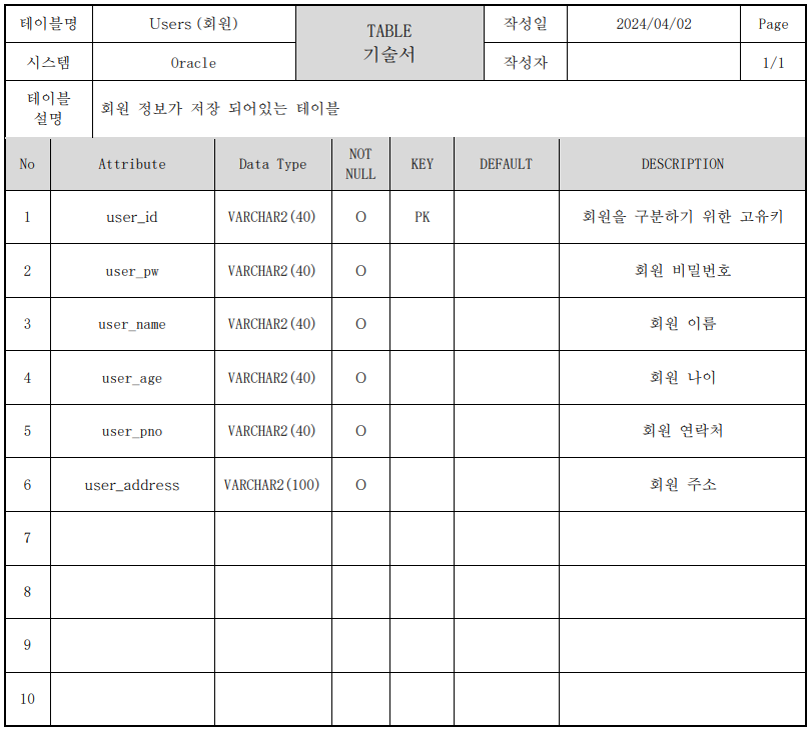 테이블명 Users (회원) TABLE 기술서 작성일 2024/04/02 Page
시스템 Oracle 작성자 1/1
테이블 설명 회원 정보가 저장 되어있는 테이블
No Attribute Data Type NOT NULL KEY DEFAULT DESCRIPTION
1 user_id VARCHAR2(40) O PK 회원을 구분하기 위한 고유키
2 user_pw VARCHAR2(40) O 회원 비밀번호
3 user_name VARCHAR2(40) O 회원 이름
4 user_age VARCHAR2(40) O 회원 나이
5 user_pno VARCHAR2(40) O 회원 연락처
6 user_address VARCHAR2(100) O 회원 주소
7
8
9
10